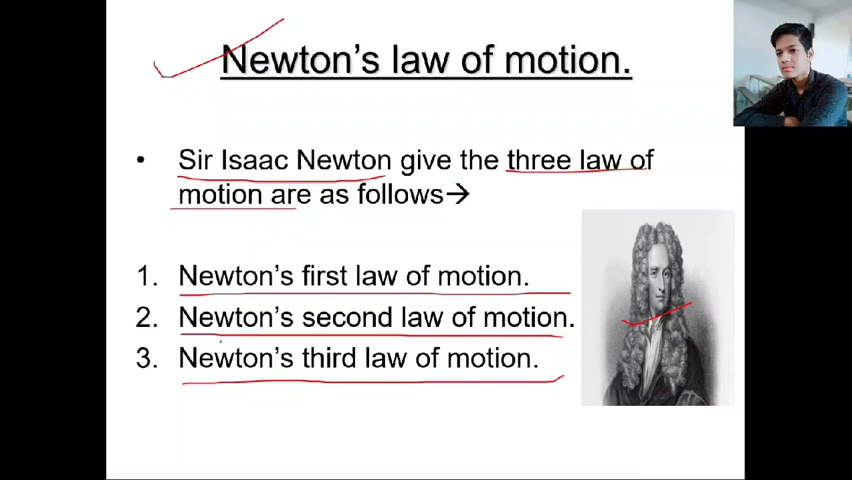 Newton's law of motion.
• Sir Isaac Newton give the three law of
motion are as follows→
1. Newton's first law of motion.
2. Newton's second law of motion.
3. Newton's third law of motion.